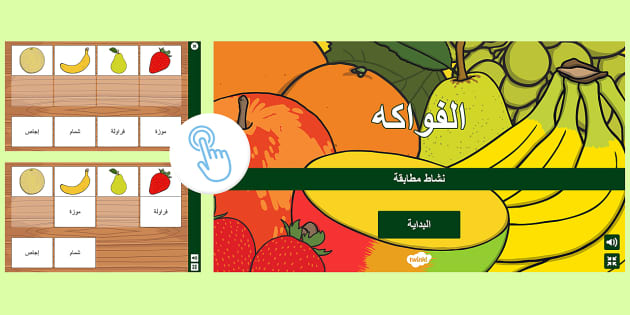 الفواكه
نشاط مطابقة
البداية
twinkl
إجاص شمام فراولة موزة
موزة فراولة
إجاص شمام